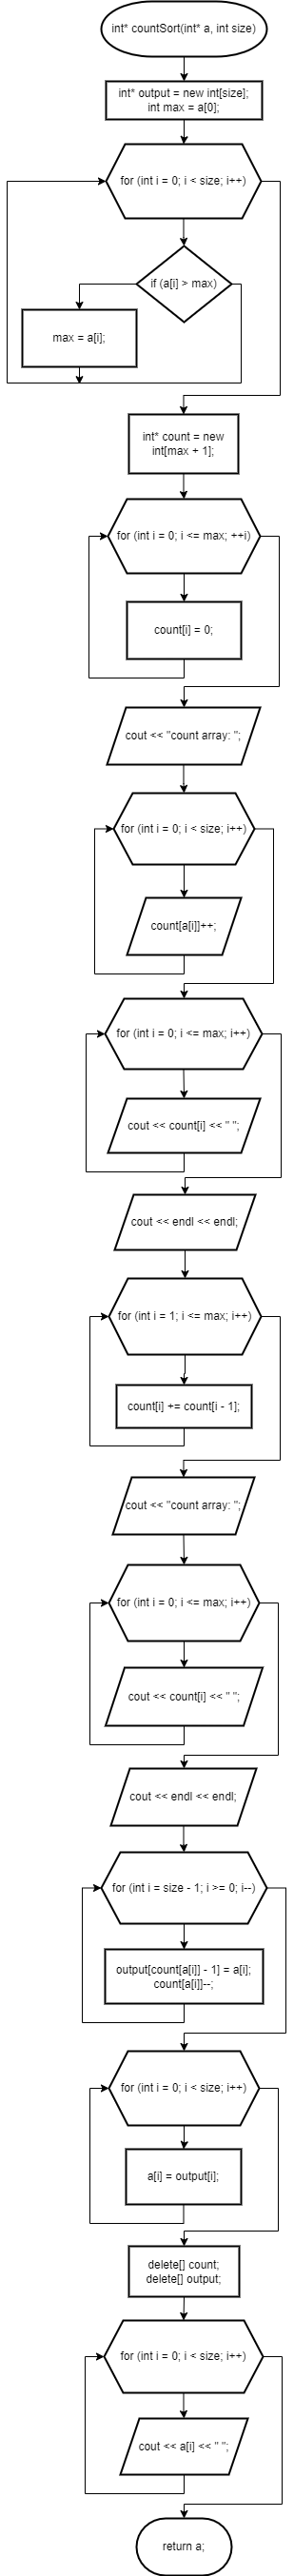 int* countSort(int* a, int size)
int* output = new int[size];
int max = a[0];
for (int i = 0; i < size; i++)
if (a[i] > max)
max = a[i];
int* count = new
int[max + 1];
for (int i = 0; i <= max; ++i)
count[i] = 0;
cout << "count array: ";
for (int i = 0; i < size; i++)
count[a[i]]++;
for (int i = 0; i <= max; i++)
cout << count[i] << " ";
cout << endl << endl;
for (int i = 1; i <= max; i++)
count[i] += count[i - 1];
cout << "count array: ";
for (int i = 0; i <= max; i++)
cout << count[i] << " ";
cout << endl << endl;
for (int i = size - 1; i >= 0; i--)
output[count[a[i]] - 1] = a[i];
count[a[i]]--;
for (int i = 0; i < size; i++)
a[i] = output[i];
delete[] count;
delete[] output;
for (int i = 0; i < size; i++)
cout << a[i] << " ";
return a;